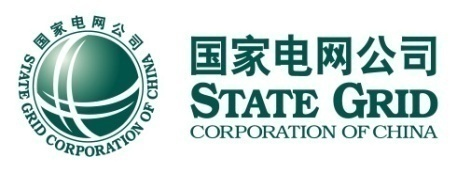 国家电网公司
STATE GRID CORPORATION OF CHINA
国家电网公司
STATE GRID
CORPORATION OF CHINA